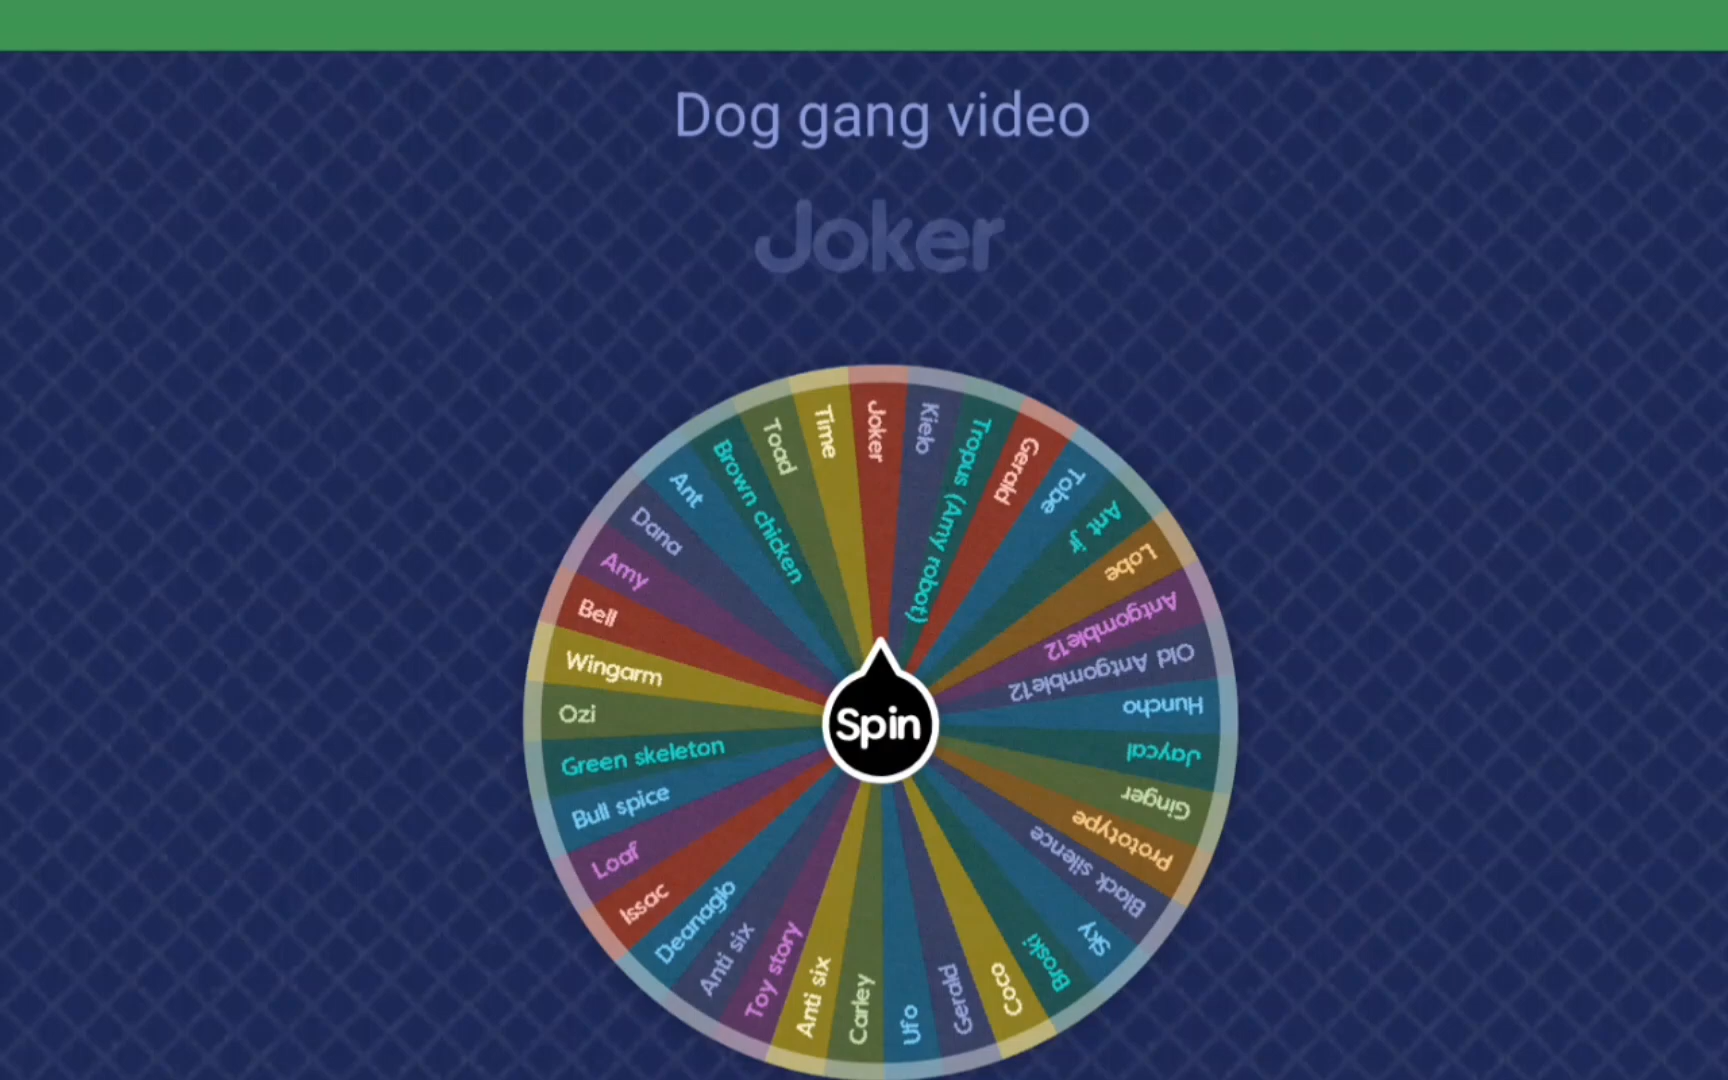 Dog gang video
Joker
Joker
Kielo
Tropus (Amy robot)
Gerald
Tobe
Ant jr
Lobe
Antgomble12
Old Antgomble12
Huncho
Jaycal
Ginger
Prototype
Black silence
Sky
Broski
Coco
Gerald
Ufo
Carley
Anti six
Toy story
Anti six
Deanaglo
Issac
Loaf
Bull spice
Green skeleton
Ozi
Wingarm
Bell
Amy
Dana
Ant
Brown chicken
Toad
Time
Spin